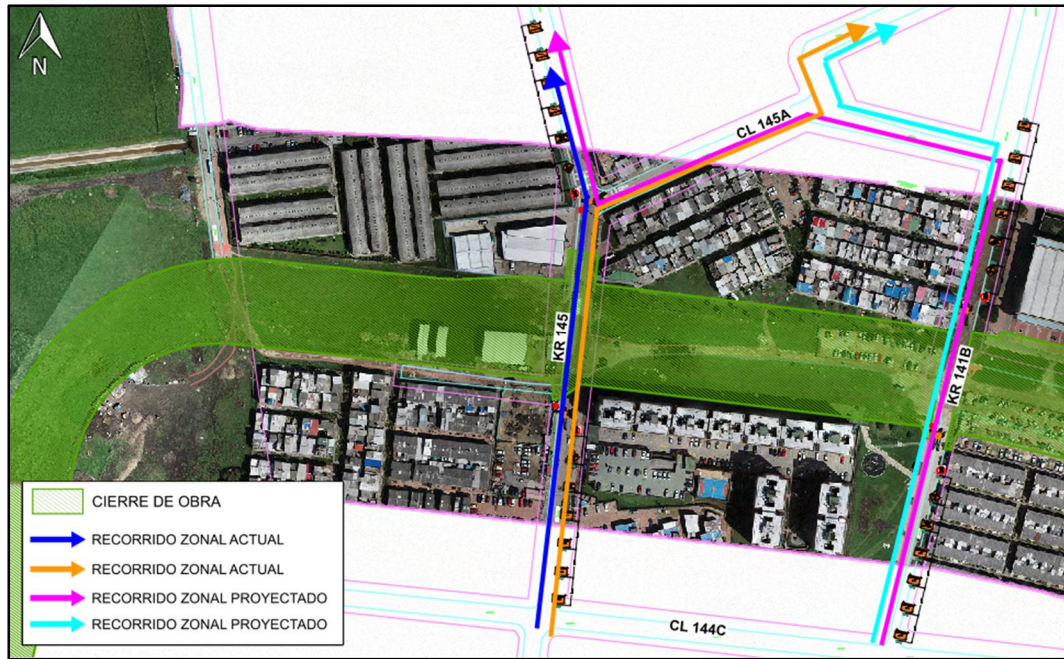 N
CL 145A
KR 145
KR 141B
CIERRE DE OBRA
RECORRIDO ZONAL ACTUAL
RECORRIDO ZONAL ACTUAL
RECORRIDO ZONAL PROYECTADO
RECORRIDO ZONAL PROYECTADO
CL 144C